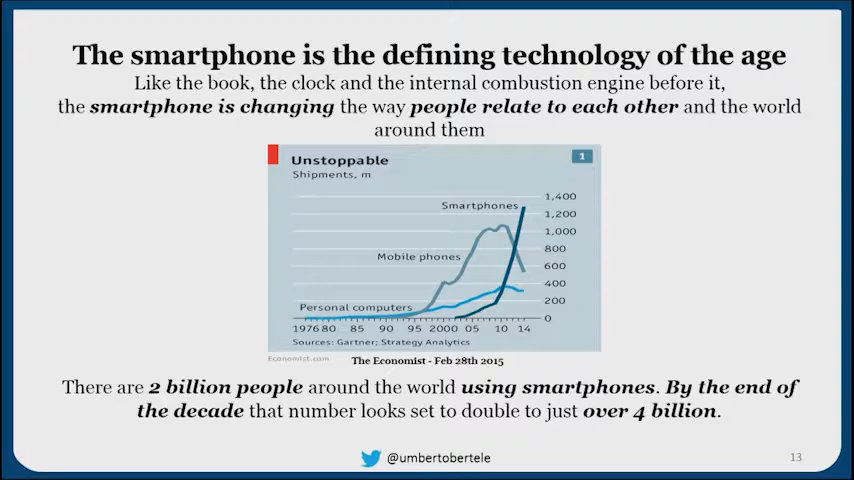 The smartphone is the defining technology of the age
Like the book, the clock and the internal combustion engine before it,
the smartphone is changing the way people relate to each other and the world
around them
Unstoppable
1
Shipments, m
1,400
Smartphones
1,200
1,000
Mobile phones
800
600
400
Personal computers
200
0
1976 80 85 90 95 2000 05 10 14
Sources: Gartner; Strategy Analytics
Economist.com
The Economist - Feb 28th 2015
There are 2 billion people around the world using smartphones. By the end of
the decade that number looks set to double to just over 4 billion.
@umbertobertele
13